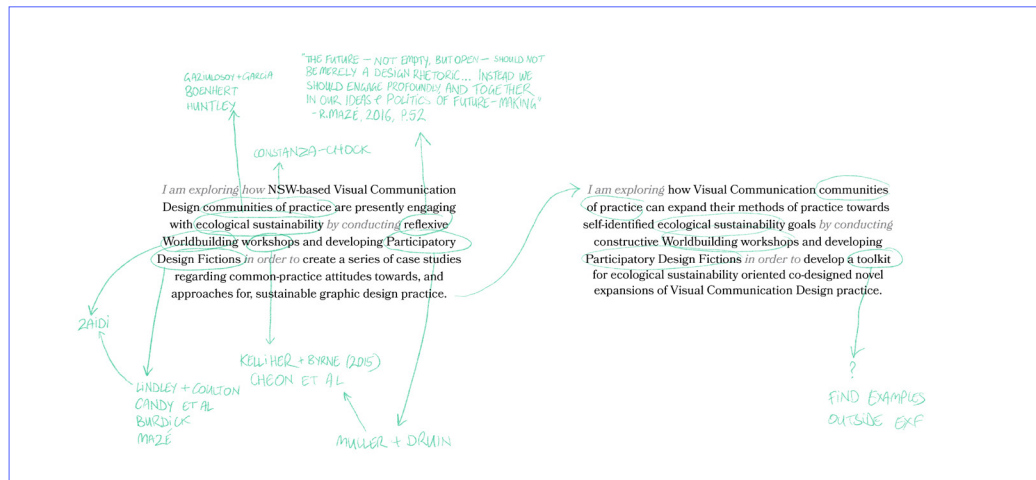 "THE FUTURE – NOT EMPTY, BUT OPEN – SHOULD NOT
BE MERELY A DESIGN RHETORIC... INSTEAD WE
SHOULD ENGAGE PROFOUNDLY AND TOGETHER
IN OUR IDEAS & POLITICS OF FUTURE-MAKING"
- R. MAZÉ, 2016, P.52
GAZIULOSOY + GARCIA
BOENHERT
HUNTLEY
CONSTANZA-CHOCK
I am exploring how NSW-based Visual Communication
Design communities of practice are presently engaging
with ecological sustainability by conducting reflexive
Worldbuilding workshops and developing Participatory
Design Fictions in order to create a series of case studies
regarding common-practice attitudes towards, and
approaches for, sustainable graphic design practice.
ZAIDI
LINDLEY + COULTON
CANDY ET AL
BURDICK
MAZÉ
KELLIHER + BYRNE (2015)
CHEON ET AL
MULLER + DRUIN
I am exploring how Visual Communication communities
of practice can expand their methods of practice towards
self-identified ecological sustainability goals by conducting
constructive Worldbuilding workshops and developing
Participatory Design Fictions in order to develop a toolkit
for ecological sustainability oriented co-designed novel
expansions of Visual Communication Design practice.
?
FIND EXAMPLES
OUTSIDE EXF